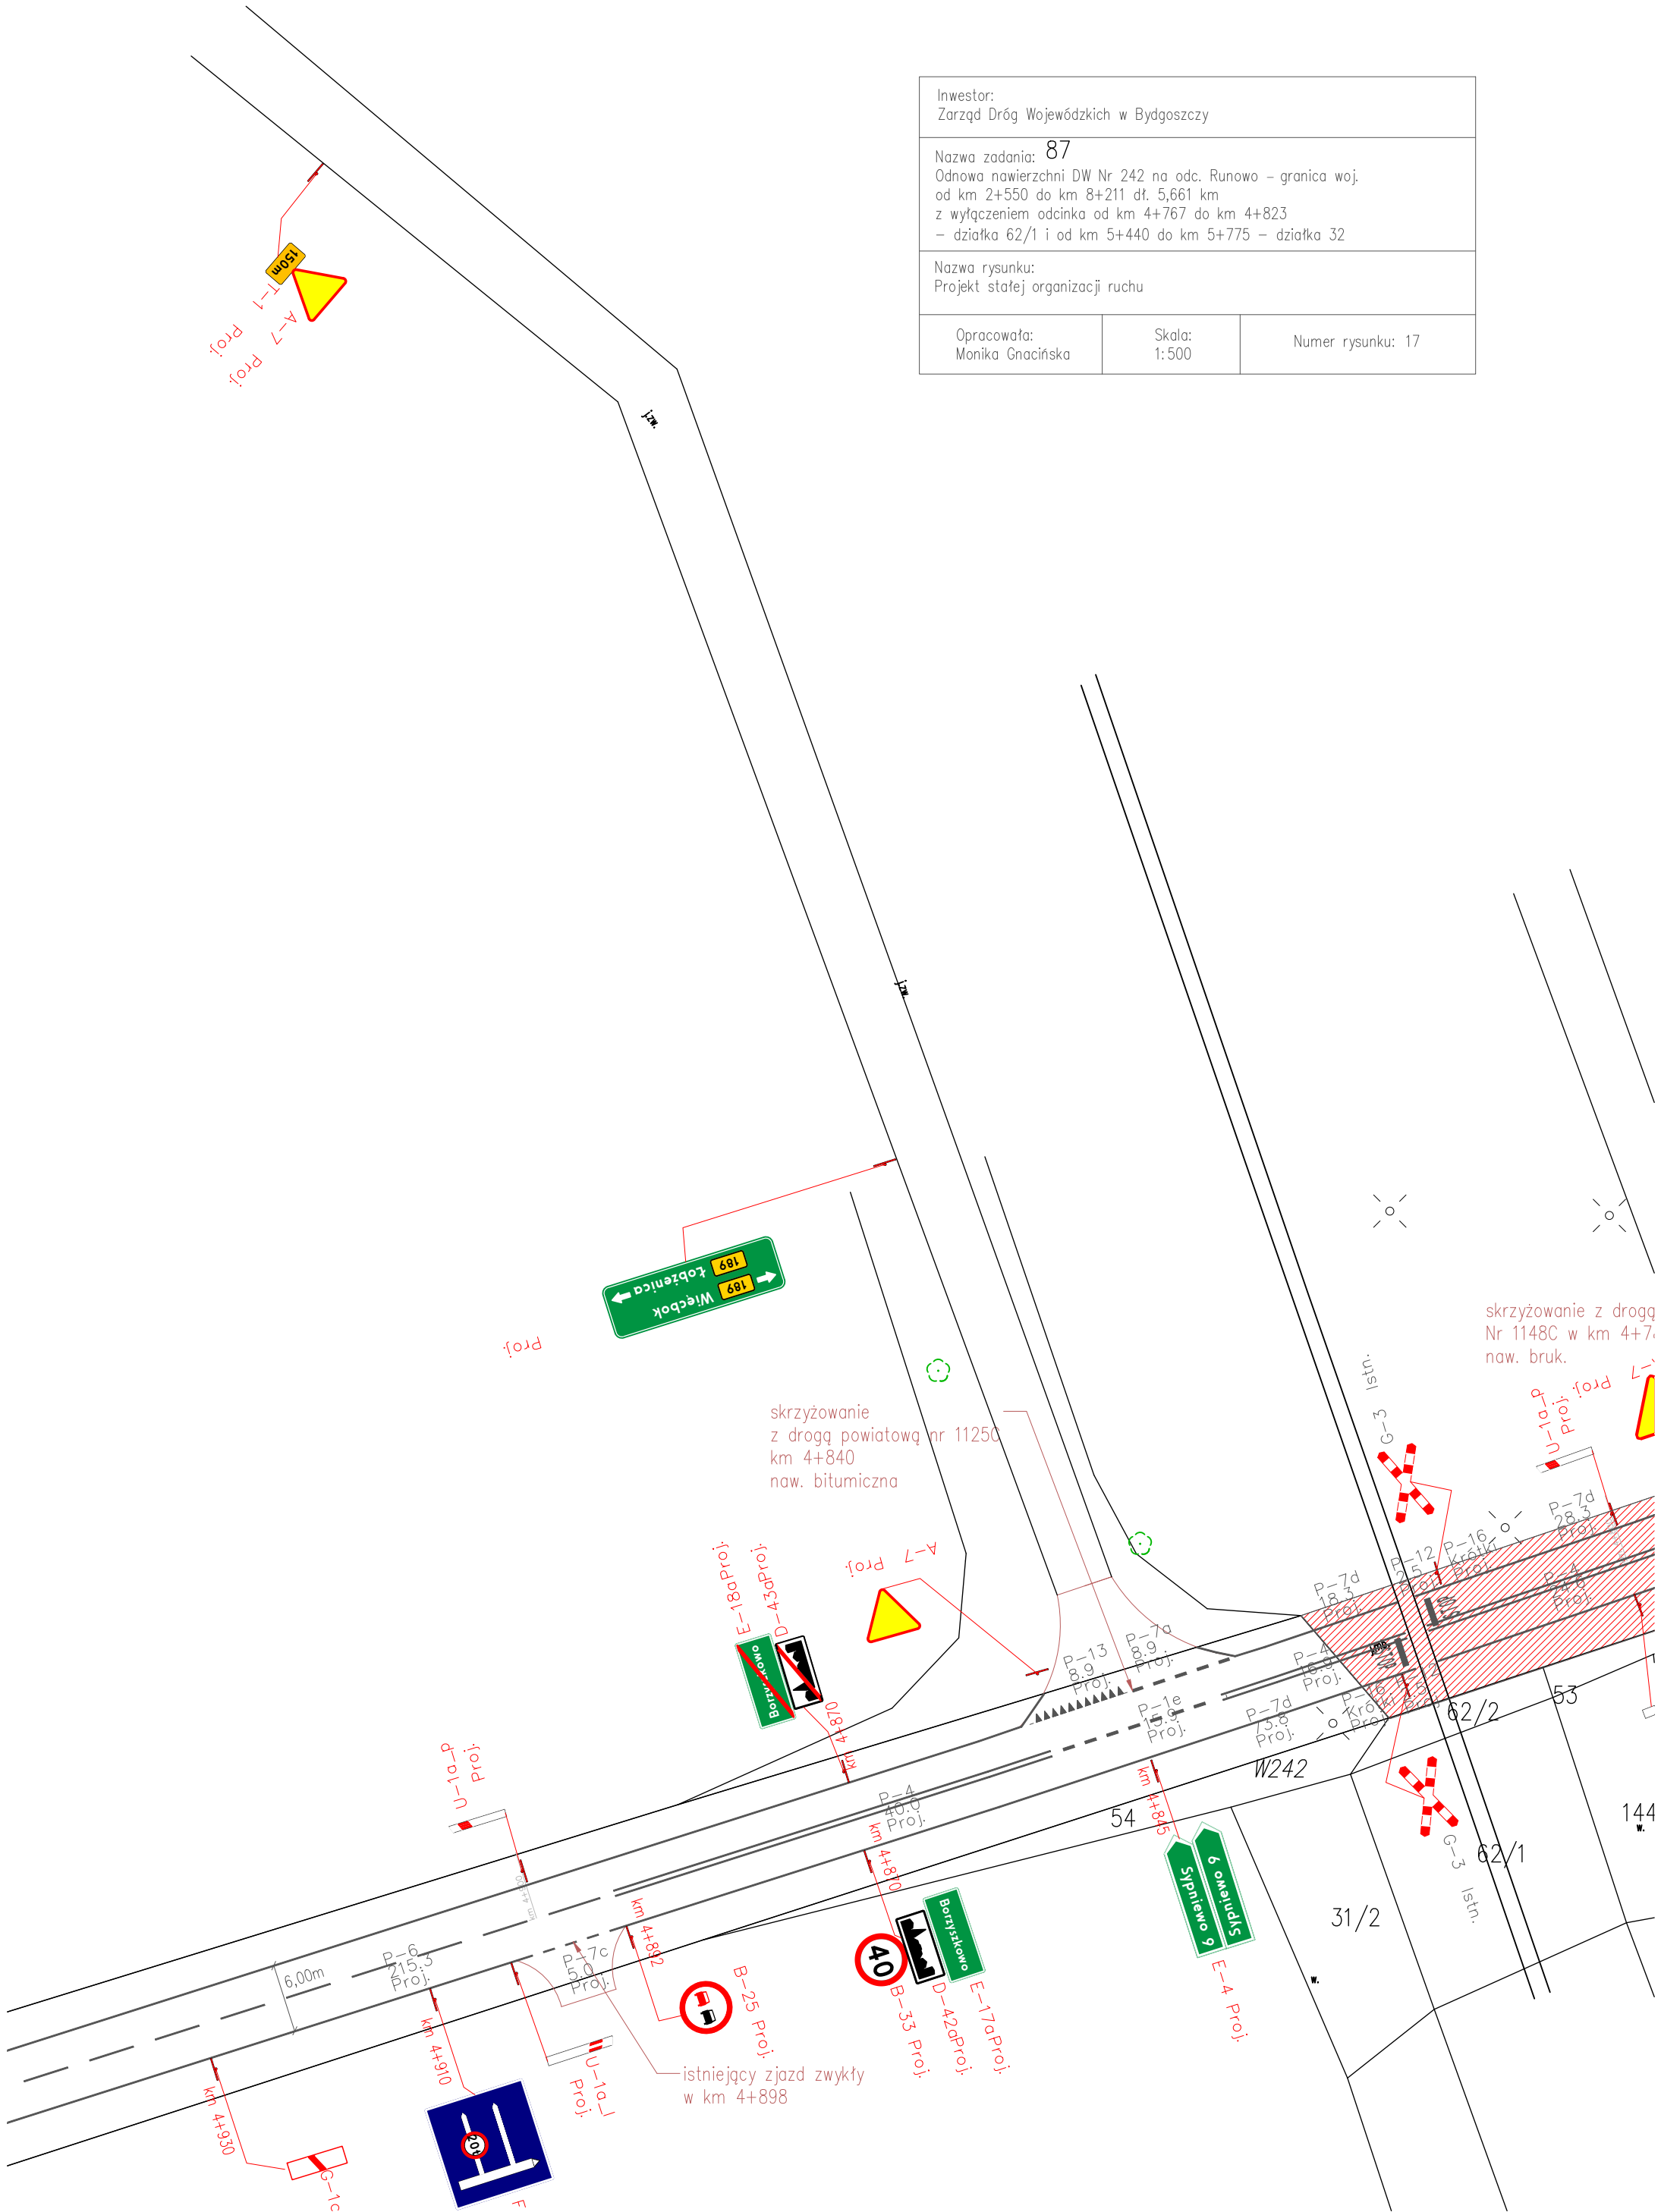 Inwestor:
Zarząd Dróg Wojewódzkich w Bydgoszczy
Nazwa zadania: 87
Odnowa nawierzchni DW Nr 242 na odc. Runowo – granica woj.
od km 2+550 do km 8+211 dł. 5,661 km
z wyłączeniem odcinka od km 4+767 do km 4+823
– działka 62/1 i od km 5+440 do km 5+775 – działka 32
Nazwa rysunku:
Projekt stałej organizacji ruchu
Opracowała:
Monika Gnacińska
Skala:
1:500
Numer rysunku: 17
150m
T-1 Proj.
A-7 Proj.
j.zw.
j.zw.
Więcbok 189
Łobżenica 189
Proj.
skrzyżowanie
z drogą powiatową nr 1125C
km 4+840
naw. bitumiczna
skrzyżowanie z drogą
Nr 1148C w km 4+7
naw. bruk.
G-3 Istn.
U-1a_p
Proj.
Proj.
A-7 Proj.
E-18aProj.
D-43aProj.
km 4+870
P-7d
28.3
Proj.
P-16
Krótki
Proj.
P-12
P-7d
18.3
Proj.
P-13
8.9
Proj.
P-7a
8.9
Proj.
P-1e
15.9
Proj.
P-7d
73.8
Proj.
P-4
40.0
Proj.
W242
62/2
53
54
144
w.
62/1
31/2
w.
G-3 Istn.
U-1a_p
Proj.
km 4+845
Sypniewo 9
Sypniewo 9
E-4 Proj.
km 4+870
40
Borzyszkowo
B-33 Proj.
D-42aProj.
E-17aProj.
km 4+892
B-25 Proj.
P-7c
5.0
Proj.
P-6
215.3
Proj.
6,00m
U-1a_l
Proj.
istniejący zjazd zwykły
w km 4+898
km 4+910
20t
F
km 4+930
G-1c